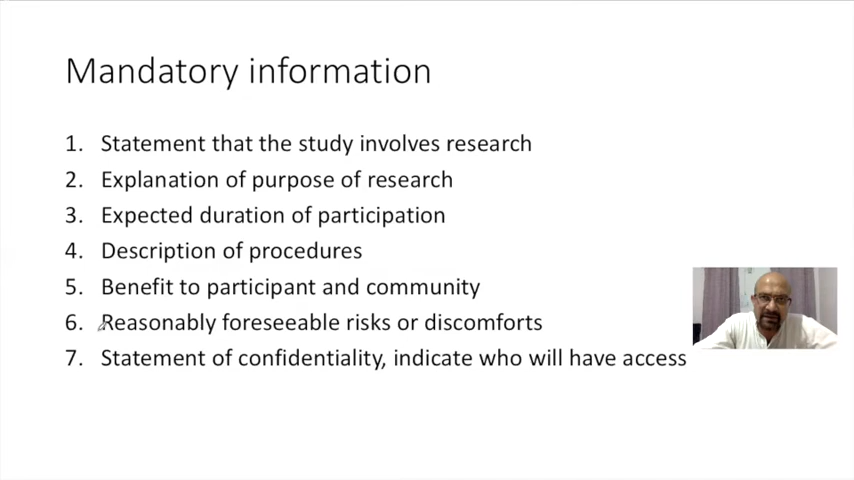 Mandatory information
1. Statement that the study involves research
2. Explanation of purpose of research
3. Expected duration of participation
4. Description of procedures
5. Benefit to participant and community
6. Reasonably foreseeable risks or discomforts
7. Statement of confidentiality, indicate who will have access